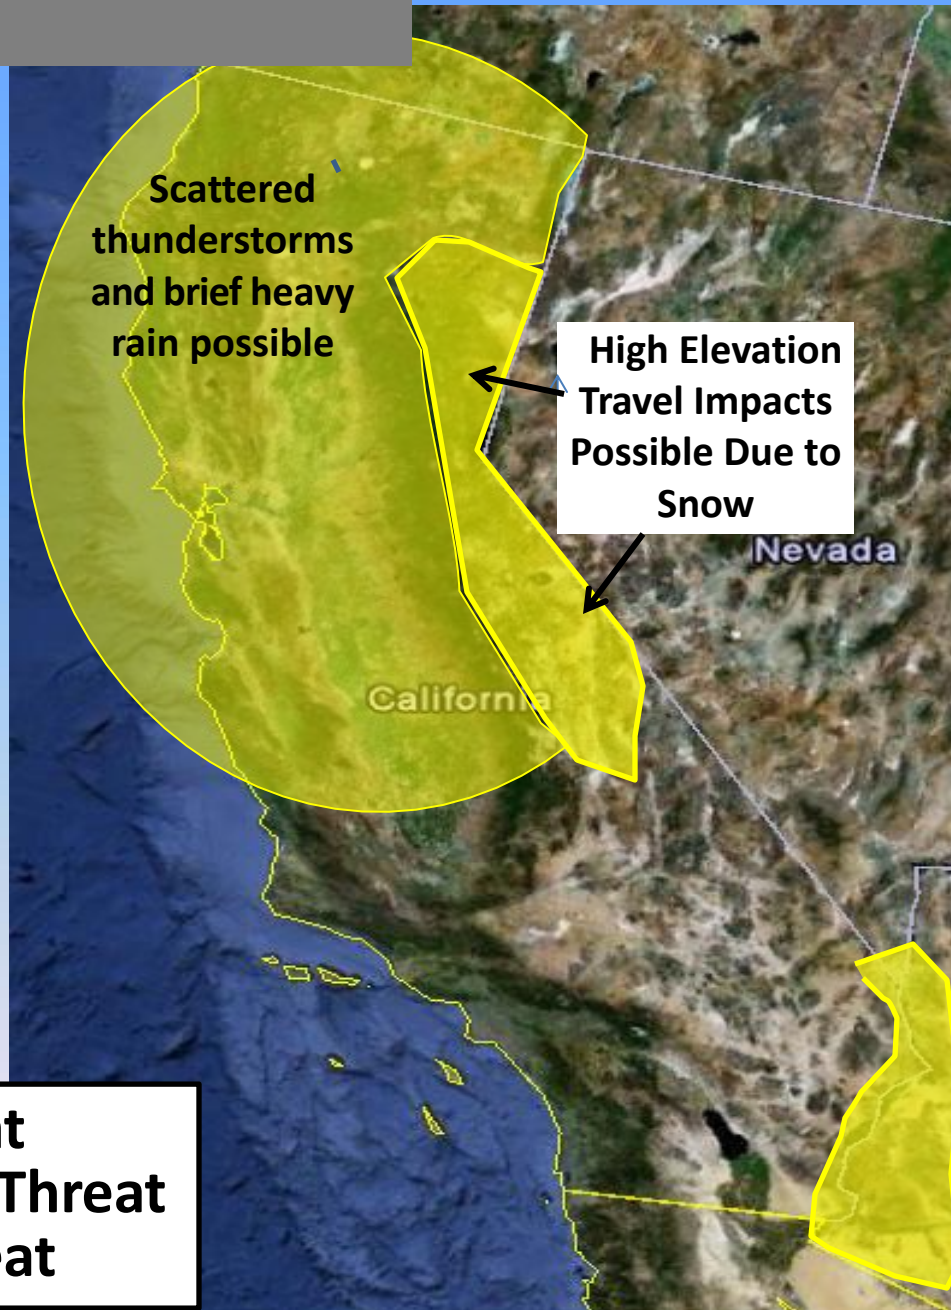 Scattered
thunderstorms
and brief heavy
rain possible
High Elevation
Travel Impacts
Possible Due to
Snow
Nevada
California
Threat